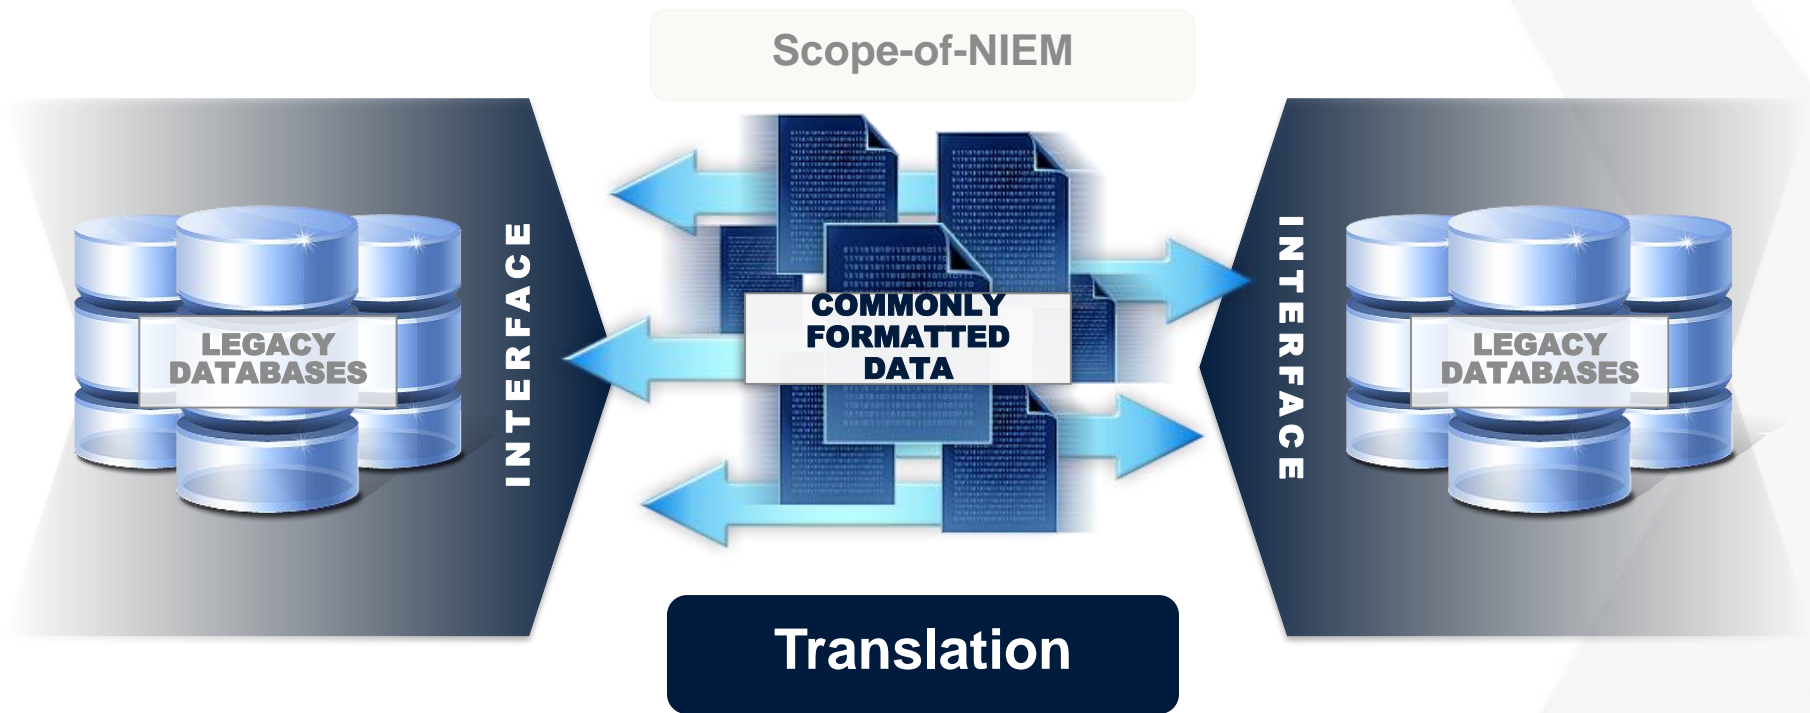 Scope-of-NIEM
INTERFACE
LEGACY
DATABASES
COMMONLY
FORMATTED
DATA
INTERFACE
LEGACY
DATABASES
Translation